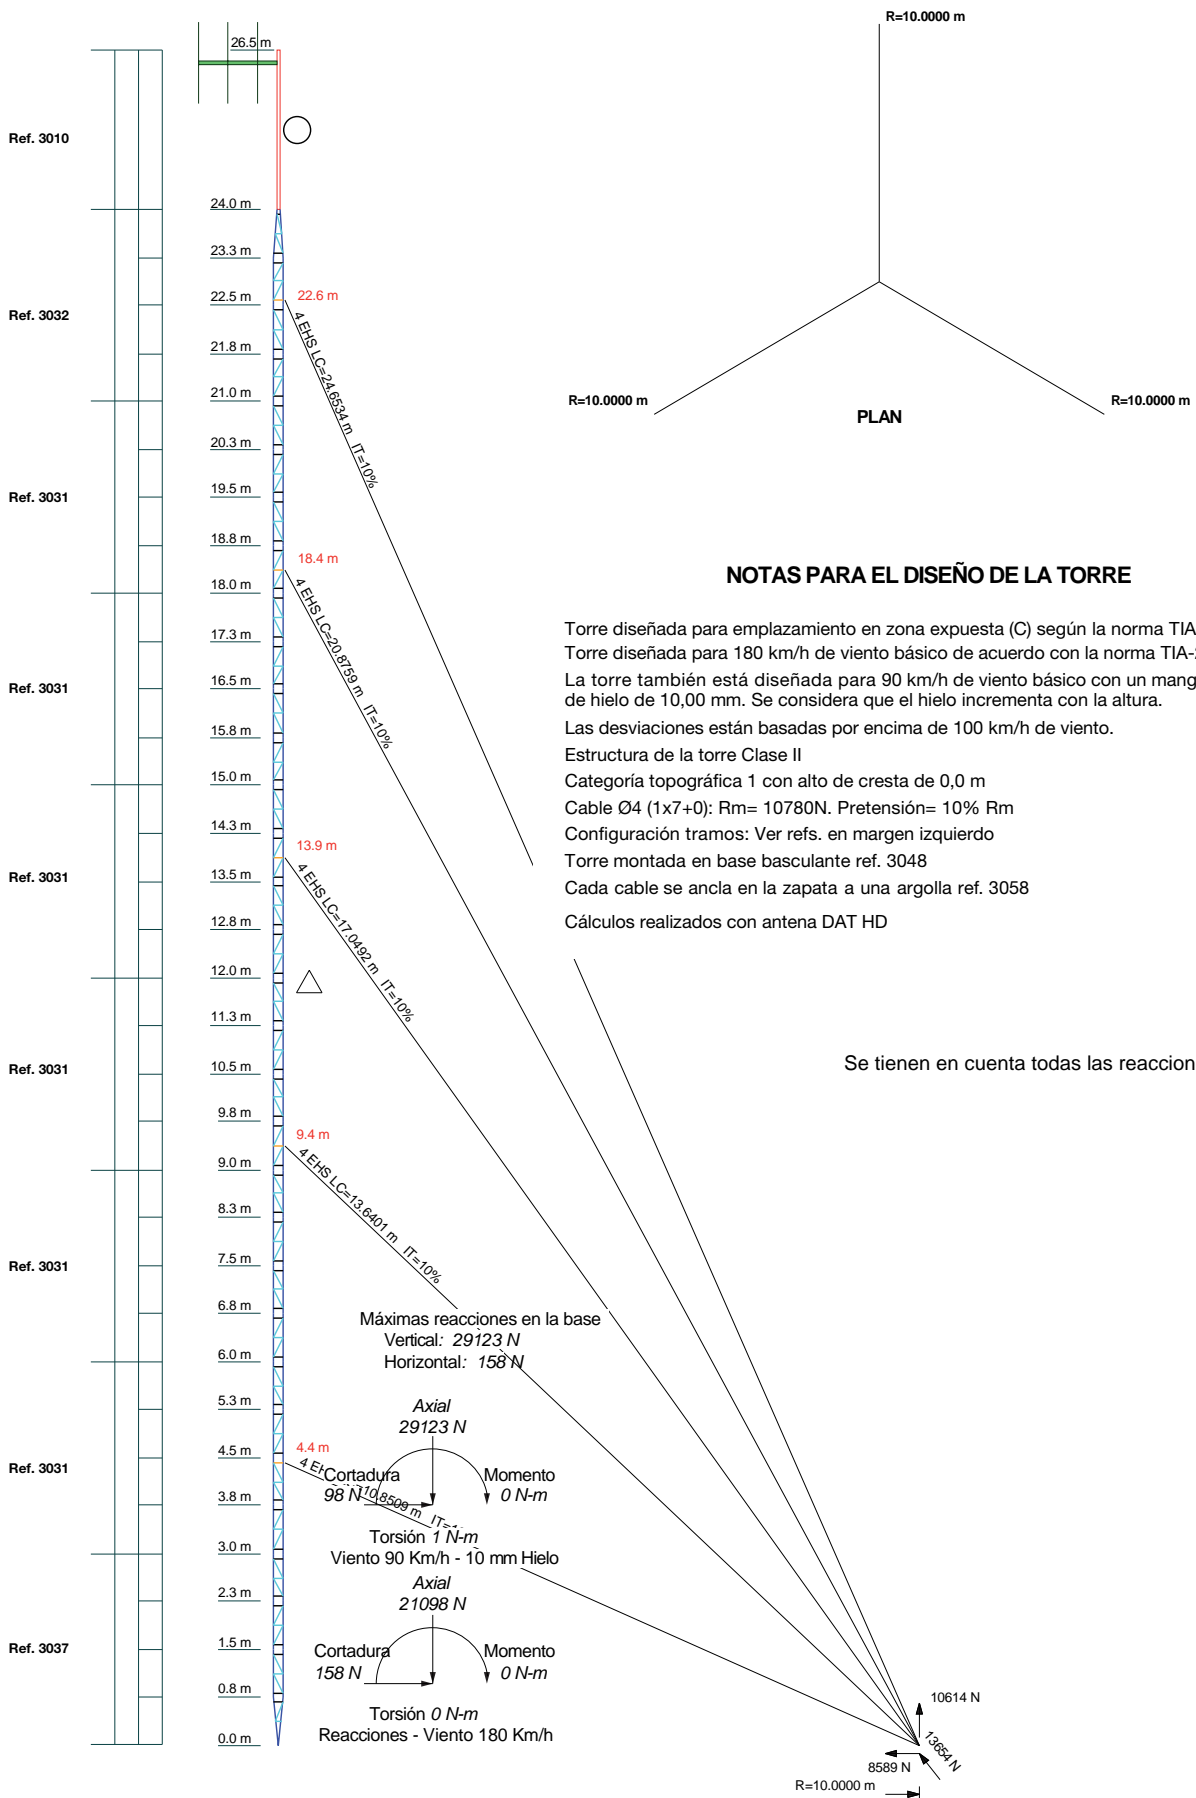 R=10.0000 m
26.5 m
Ref. 3010
24.0 m
23.3 m
22.6 m
22.5 m
Ref. 3032
21.8 m
4 EHS LC=24.6534 m IT=10%
21.0 m
R=10.0000 m
R=10.0000 m
PLAN
20.3 m
Ref. 3031
19.5 m
18.8 m
18.4 m
18.0 m
4 EHS LC=20.8759 m IT=10%
17.3 m
Ref. 3031
16.5 m
15.8 m
15.0 m
NOTAS PARA EL DISEÑO DE LA TORRE
Torre diseñada para emplazamiento en zona expuesta (C) según la norma TIA
Torre diseñada para 180 km/h de viento básico de acuerdo con la norma TIA-
La torre también está diseñada para 90 km/h de viento básico con un mang
de hielo de 10,00 mm. Se considera que el hielo incrementa con la altura.
Las desviaciones están basadas por encima de 100 km/h de viento.
Estructura de la torre Clase II
Categoría topográfica 1 con alto de cresta de 0,0 m
Cable Ø4 (1x7+0): Rm= 10780N. Pretensión= 10% Rm
Configuración tramos: Ver refs. en margen izquierdo
Torre montada en base basculante ref. 3048
Cada cable se ancla en la zapata a una argolla ref. 3058
Cálculos realizados con antena DAT HD
14.3 m
13.9 m
Ref. 3031
13.5 m
4 EHS LC=17.0492 m IT=10%
12.8 m
12.0 m
11.3 m
Se tienen en cuenta todas las reaccion
Ref. 3031
10.5 m
9.8 m
9.4 m
9.0 m
4 EHS LC=13.6401 m IT=10%
8.3 m
Ref. 3031
7.5 m
6.8 m
Máximas reacciones en la base
Vertical: 29123 N
Horizontal: 158 N
6.0 m
5.3 m
Axial
29123 N
4.5 m
4.4 m
Ref. 3031
4 EH
10.8509 m IT=
Cortadura
98 N
Momento
0 N-m
3.8 m
Torsión 1 N-m
Viento 90 Km/h - 10 mm Hielo
3.0 m
Axial
21098 N
2.3 m
Ref. 3037
1.5 m
Cortadura
158 N
Momento
0 N-m
0.8 m
Torsión 0 N-m
Reacciones - Viento 180 Km/h
0.0 m
10614 N
13654 N
8589 N
R=10.0000 m